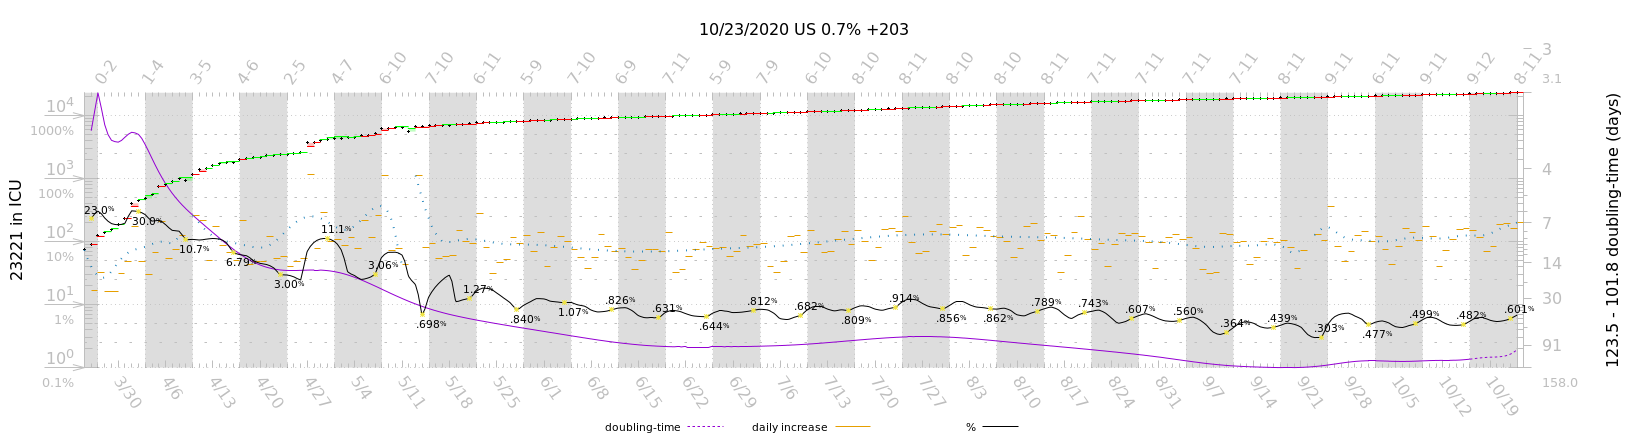 10/23/2020 US 0.7% +203
0-2 1-4 3-5 4-6 2-5 4-7 6-10 7-10 6-11 5-9 7-10 6-9 7-11 5-9 7-9 6-10 8-10 8-11 8-11 8-10 8-11 7-11 7-11 7-11 7-11 8-11 9-11 6-11 9-11 9-12 8-11
23221 in ICU
10^4
1000%
10^3
100%
10^2
10%
10^1
1%
10^0
0.1%
23.0% 30.0% 10.7% 6.79% 3.00% 11.1% 3.06% .698% 1.27% .840% 1.07% .826% .631% .644% .812% .682% .809% .914% .856% .862% .789% .743% .607% .560% .364% .439% .303% .477% .499% .482% .601%
3
3.1
4
7
14
30
91
158.0
123.5 - 101.8 doubling-time (days)
3/30 4/6 4/13 4/20 4/27 5/4 5/11 5/18 5/25 6/1 6/8 6/15 6/22 6/29 7/6 7/13 7/20 7/27 8/3 8/10 8/17 8/24 8/31 9/7 9/14 9/21 9/28 10/5 10/12 10/19
doubling-time daily increase %